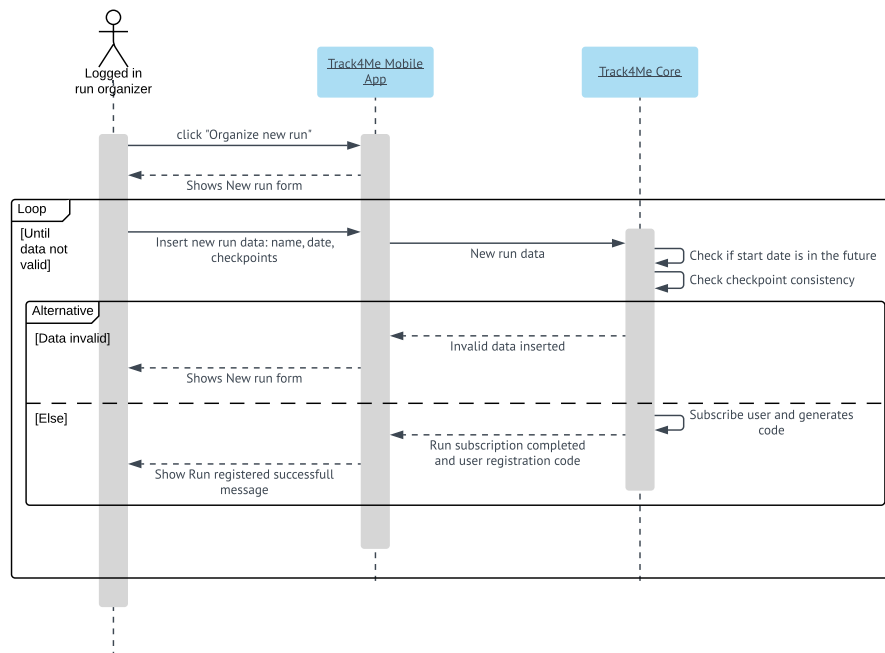 Logged in
run organizer
Track4Me Mobile
App
Track4Me Core
click "Organize new run"
Shows New run form
Loop
[Until
data not
valid]
Insert new run data: name, date,
checkpoints
New run data
Check if start date is in the future
Check checkpoint consistency
Alternative
[Data invalid]
Invalid data inserted
Shows New run form
[Else]
Subscribe user and generates
code
Run subscription completed
and user registration code
Show Run registered successfull
message